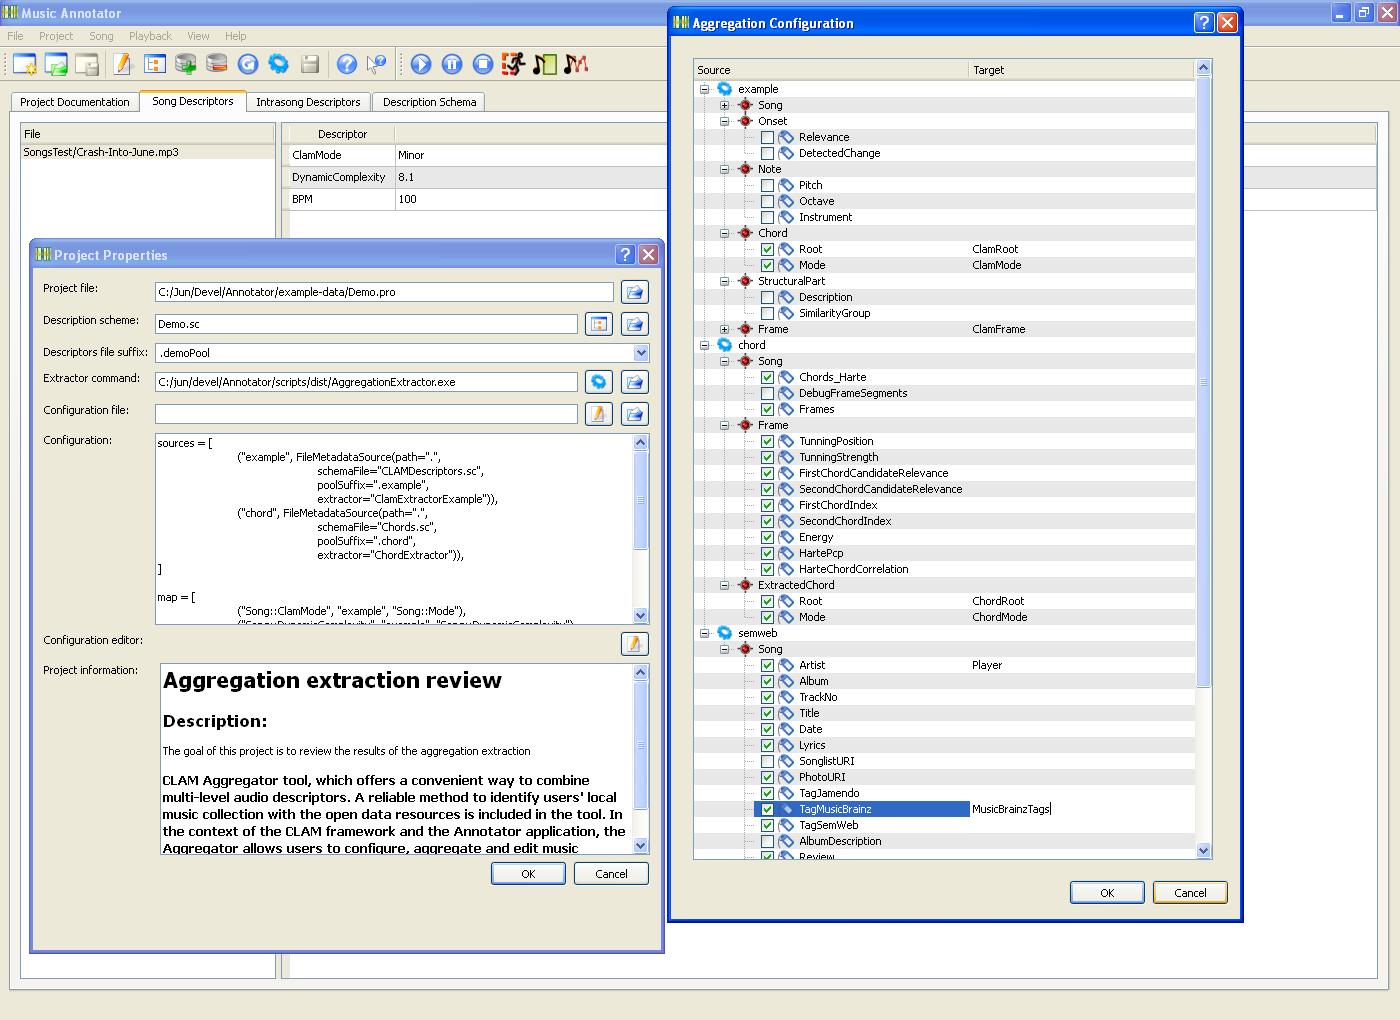 Music Annotator
File Project Song Playback View Help
Project Documentation Song Descriptors Intrasong Descriptors Description Schema
File
SongsTest/Crash-Into-June.mp3
Descriptor
ClamMode Minor
DynamicComplexity 8.1
BPM 100
Project Properties
Project file: C:/Jun/Devel/Annotator/example-data/Demo.pro
Description scheme: Demo.sc
Descriptors file suffix: .demoPool
Extractor command: C:/jun/devel/Annotator/scripts/dist/AggregationExtractor.exe
Configuration file:
Configuration:
sources = [
("example", FileMetadataSource(path=".",
schemaFile="CLAMDescriptors.sc",
poolSuffix=".example",
extractor="ClamExtractorExample")),
("chord", FileMetadataSource(path=".",
schemaFile="Chords.sc",
poolSuffix=".chord",
extractor="ChordExtractor")),
]
map = [
("Song::ClamMode", "example", "Song::Mode"),
("Song::DynamicComplexity", "example", "Song::DynamicComplexity"),
Configuration editor:
Project information:
Aggregation extraction review
Description:
The goal of this project is to review the results of the aggregation extraction
CLAM Aggregator tool, which offers a convenient way to combine
multi-level audio descriptors. A reliable method to identify users' local
music collection with the open data resources is included in the tool. In
the context of the CLAM framework and the Annotator application, the
Aggregator allows users to configure, aggregate and edit music
OK Cancel
Aggregation Configuration
Source Target
example
Song
Onset
Relevance
DetectedChange
Note
Pitch
Octave
Instrument
Chord
Root ClamRoot
Mode ClamMode
StructuralPart
Description
SimilarityGroup
Frame ClamFrame
chord
Song
Chords_Harte
DebugFrameSegments
Frames
Frame
TunningPosition
TunningStrength
FirstChordCandidateRelevance
SecondChordCandidateRelevance
FirstChordIndex
SecondChordIndex
Energy
HartePcp
HarteChordCorrelation
ExtractedChord
Root ChordRoot
Mode ChordMode
semweb
Song
Artist Player
Album
TrackNo
Title
Date
Lyrics
SonglistURI
PhotoURI
TagJamendo
TagMusicBrainz MusicBrainzTags
TagSemWeb
AlbumDescription
Review
OK Cancel